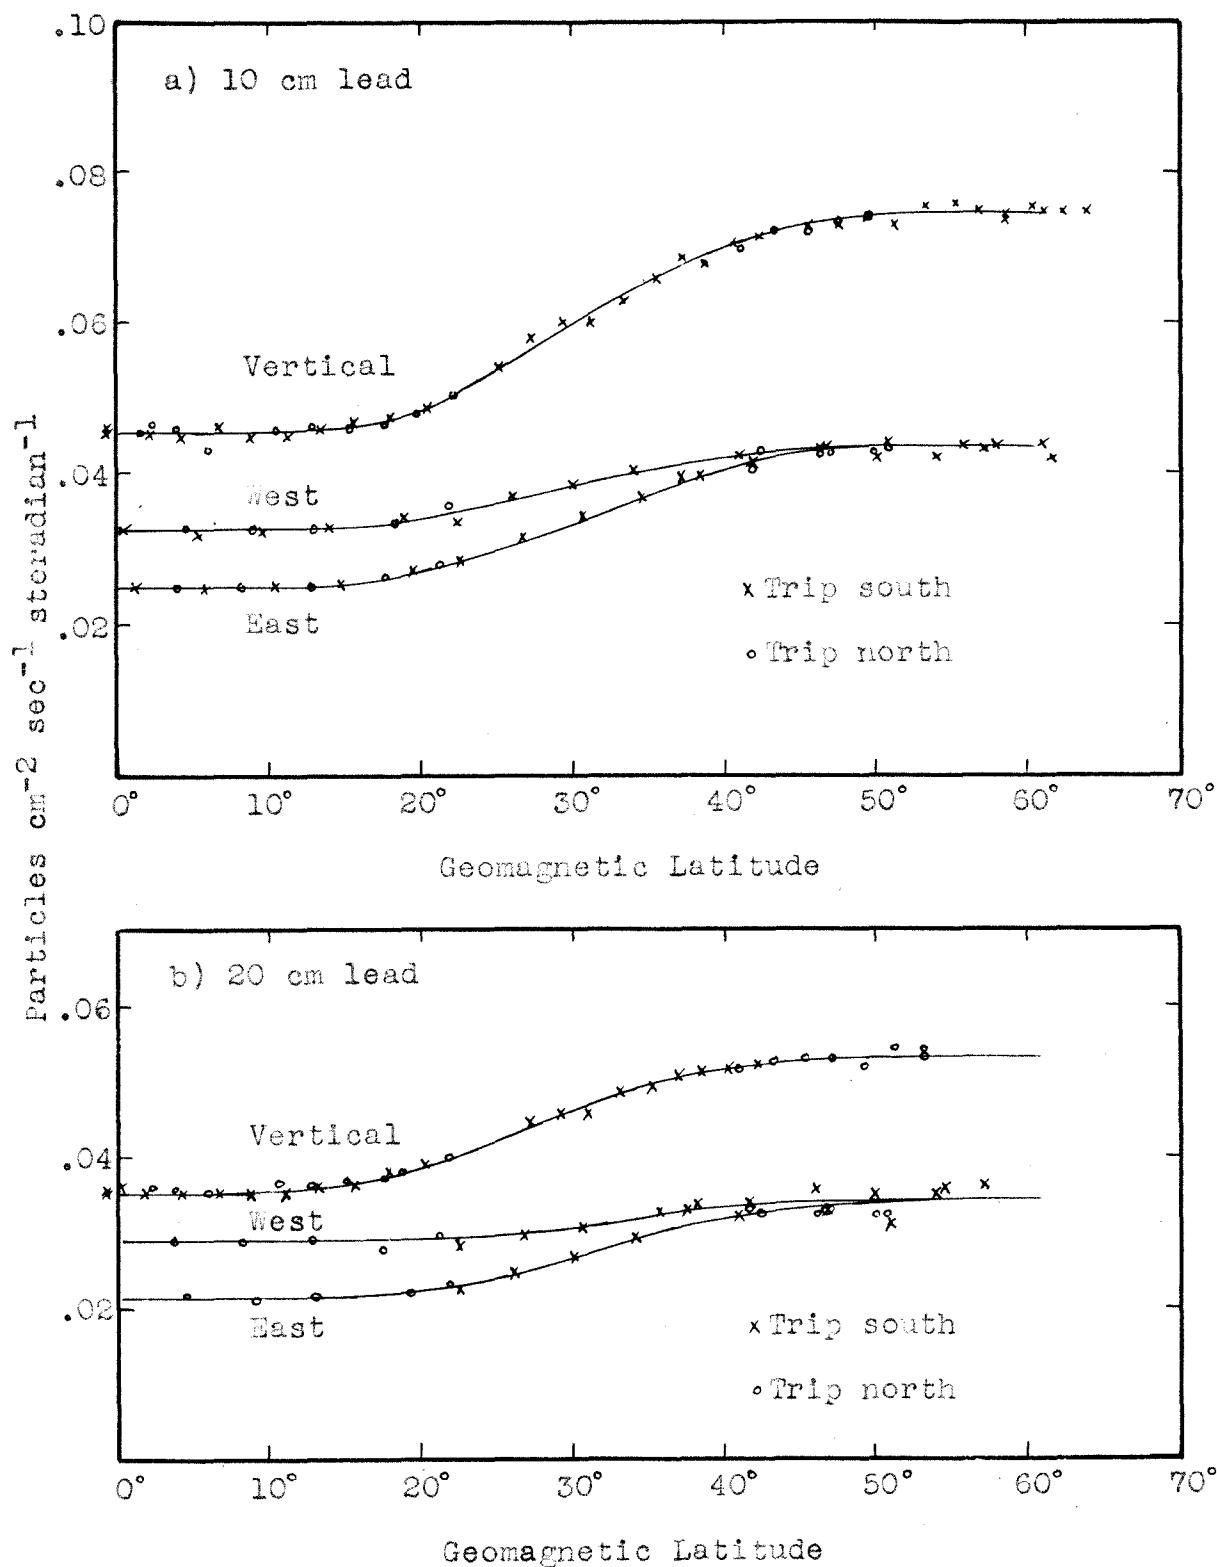 .10
a) 10 cm lead
.08
.06
Vertical
.04
West
.02
East
x Trip south
o Trip north
0° 10° 20° 30° 40° 50° 60° 70°
Geomagnetic Latitude
Particles cm⁻² sec⁻¹ steradian⁻¹
b) 20 cm lead
.06
Vertical
.04
West
.02
East
x Trip south
o Trip north
0° 10° 20° 30° 40° 50° 60° 70°
Geomagnetic Latitude